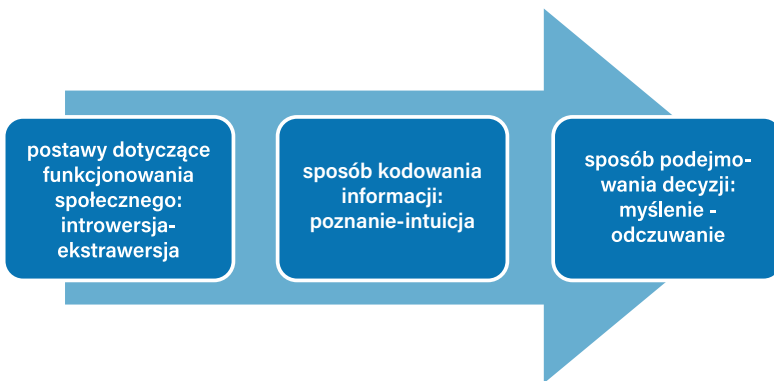 postawy dotyczące
funkcjonowania
społecznego:
introwersja-
ekstrawersja
sposób kodowania
informacji:
poznanie-intuicja
sposób podejmo-
wania decyzji:
myślenie -
odczuwanie